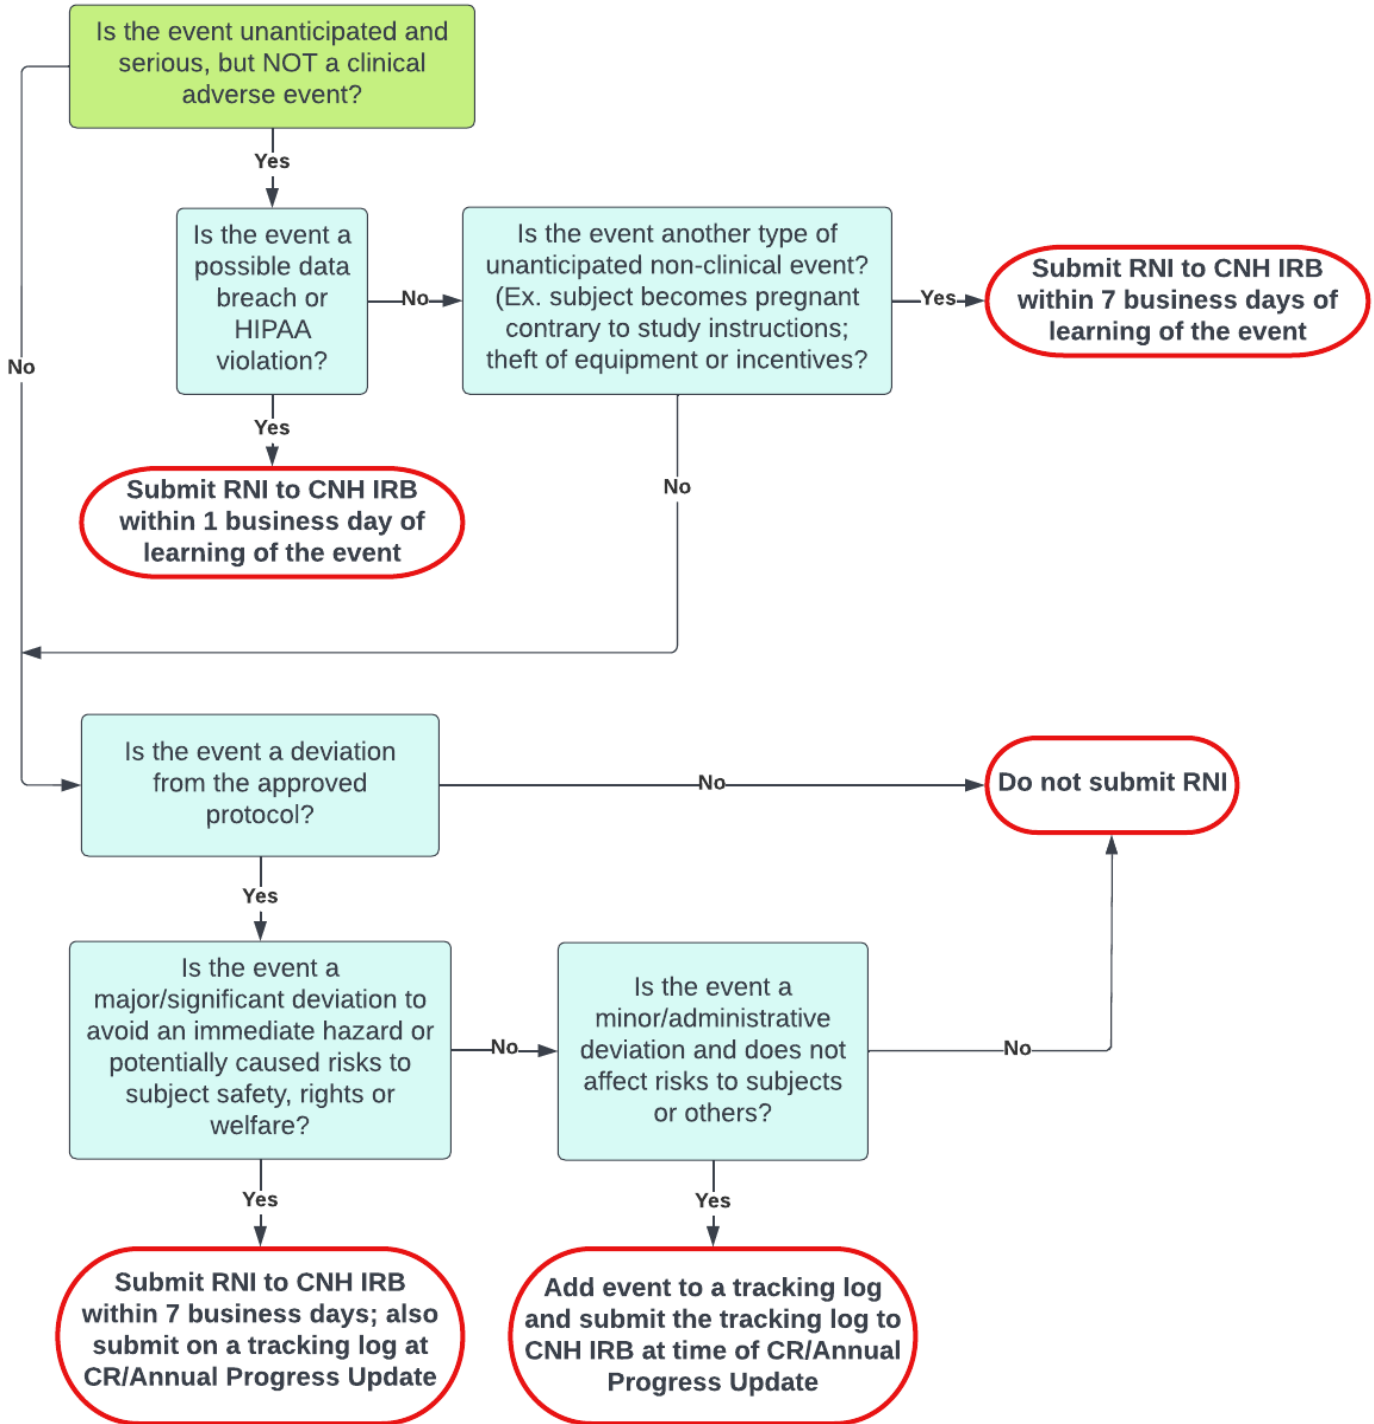 Is the event unanticipated and
serious, but NOT a clinical
adverse event?
Yes
No
Is the event a
possible data
breach or
HIPAA
violation?
No
Is the event another type of
unanticipated non-clinical event?
(Ex. subject becomes pregnant
contrary to study instructions;
theft of equipment or incentives?
Yes
Submit RNI to CNH IRB
within 7 business days of
learning of the event
Yes
No
Submit RNI to CNH IRB
within 1 business day of
learning of the event
Is the event a deviation
from the approved
protocol?
No
Do not submit RNI
Yes
Is the event a
major/significant deviation to
avoid an immediate hazard or
potentially caused risks to
subject safety, rights or
welfare?
No
Is the event a
minor/administrative
deviation and does not
affect risks to subjects
or others?
No
Yes
Yes
Submit RNI to CNH IRB
within 7 business days; also
submit on a tracking log at
CR/Annual Progress Update
Add event to a tracking log
and submit the tracking log to
CNH IRB at time of CR/Annual
Progress Update